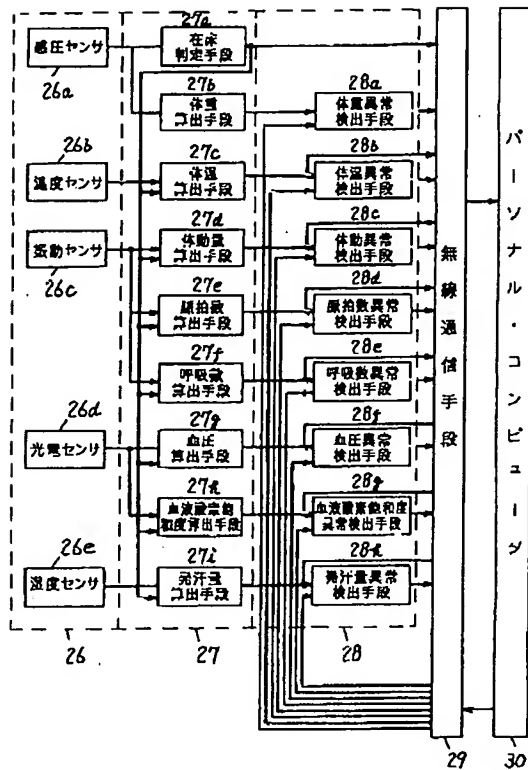 27a
感圧センサ
在床
判定手段
26a
27b
体重
算出手段
28a
体重異常
検出手段
26b
温度センサ
27c
体温
算出手段
28b
体温異常
検出手段
振動センサ
26c
27d
体動量
算出手段
28c
体動異常
検出手段
27e
脈拍数
算出手段
28d
脈拍数異常
検出手段
27f
呼吸数
算出手段
28e
呼吸数異常
検出手段
26d
光電センサ
27g
血圧
算出手段
28f
血圧異常
検出手段
27h
血液酸素飽
和度算出手段
28g
血液酸素飽和度
異常検出手段
26e
湿度センサ
27i
発汗量
算出手段
28h
発汗量異常
検出手段
26
27
28
無線通信手段
29
パーソナル・コンピュータ
30